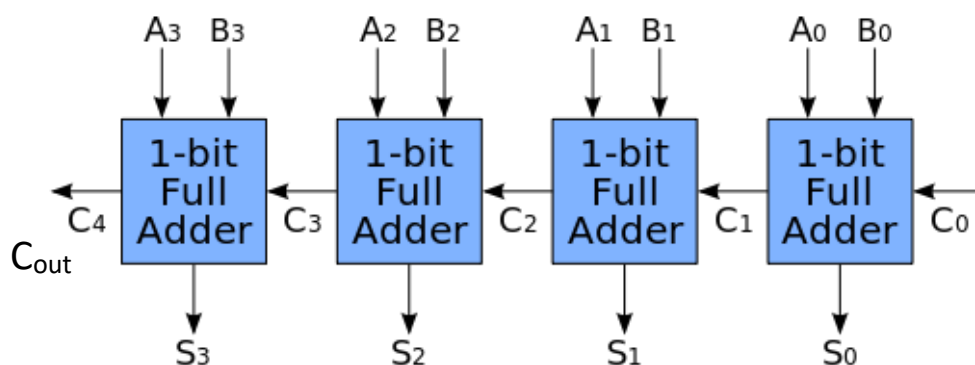 A3 B3 A2 B2 A1 B1 A0 B0
1-bit Full Adder
1-bit Full Adder
1-bit Full Adder
1-bit Full Adder
C4 C3 C2 C1 C0
Cout
S3 S2 S1 S0